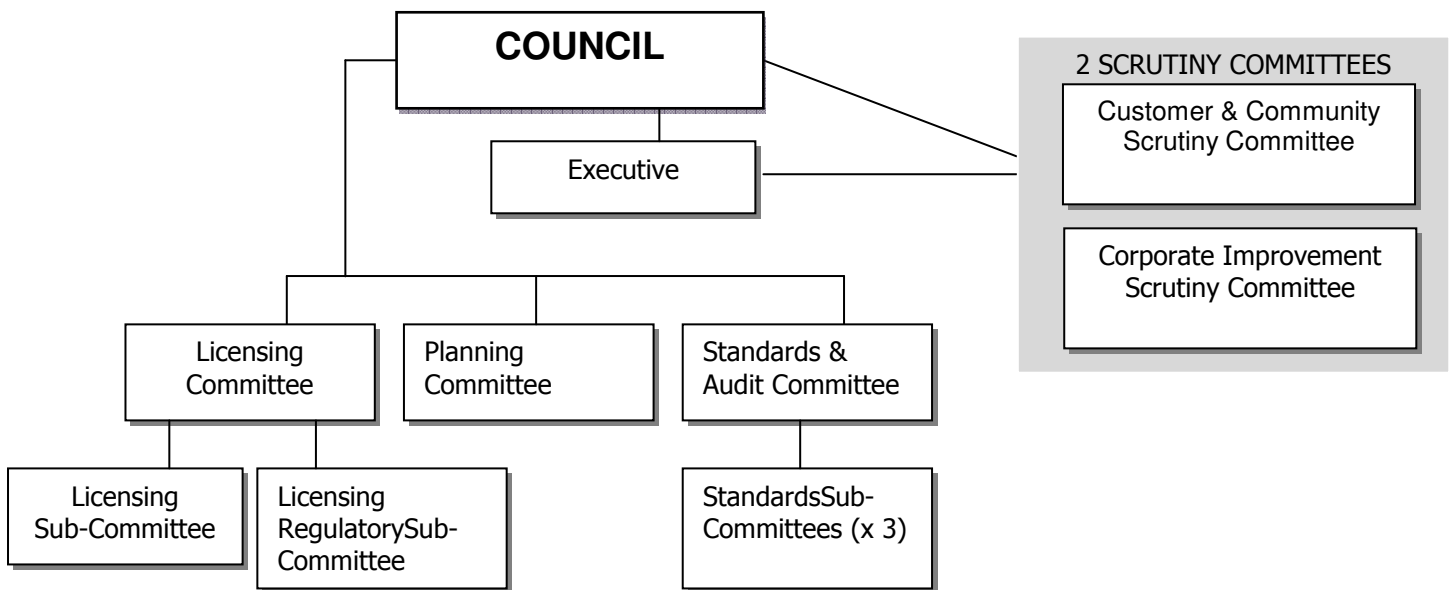 COUNCIL
2 SCRUTINY COMMITTEES
Customer & Community
Scrutiny Committee
Executive
Corporate Improvement
Scrutiny Committee
Licensing
Committee
Planning
Committee
Standards &
Audit Committee
Licensing
Sub-Committee
Licensing
RegulatorySub-
Committee
StandardsSub-
Committees (x 3)